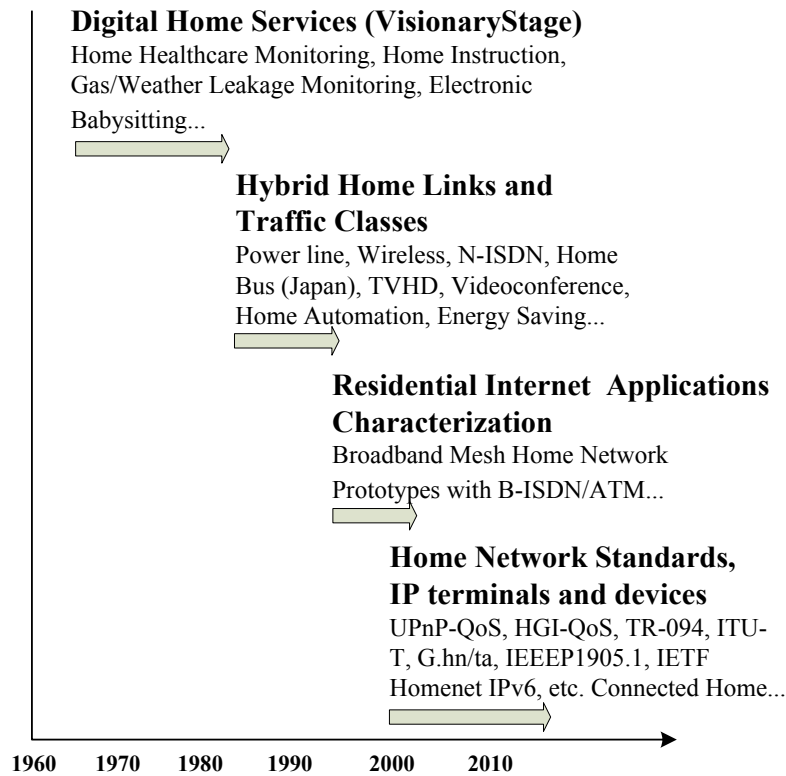 Digital Home Services (VisionaryStage)
Home Healthcare Monitoring, Home Instruction,
Gas/Weather Leakage Monitoring, Electronic
Babysitting...
Hybrid Home Links and
Traffic Classes
Power line, Wireless, N-ISDN, Home
Bus (Japan), TVHD, Videoconference,
Home Automation, Energy Saving...
Residential Internet Applications
Characterization
Broadband Mesh Home Network
Prototypes with B-ISDN/ATM...
Home Network Standards,
IP terminals and devices
UPnP-QoS, HGI-QoS, TR-094, ITU-
T, G.hn/ta, IEEEP1905.1, IETF
Homenet IPv6, etc. Connected Home...
1960 1970 1980 1990 2000 2010